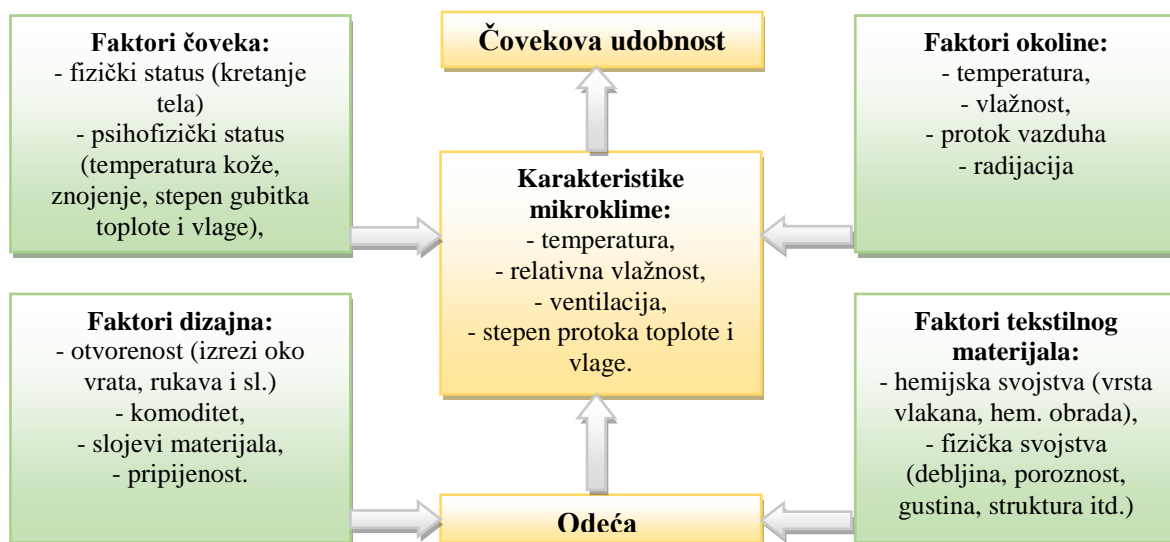 Faktori čoveka:
- fizički status (kretanje
tela)
- psihofizički status
(temperatura kože,
znojenje, stepen gubitka
toplote i vlage),
Čovekova udobnost
Faktori okoline:
- temperatura,
- vlažnost,
- protok vazduha
- radijacija
Karakteristike
mikroklime:
- temperatura,
- relativna vlažnost,
- ventilacija,
- stepen protoka toplote i
vlage.
Faktori dizajna:
- otvorenost (izrezi oko
vrata, rukava i sl.)
- komoditet,
- slojevi materijala,
- pripijenost.
Faktori tekstilnog
materijala:
- hemijska svojstva (vrsta
vlakana, hem. obrada),
- fizička svojstva
(debljina, poroznost,
gustina, struktura itd.)
Odeća